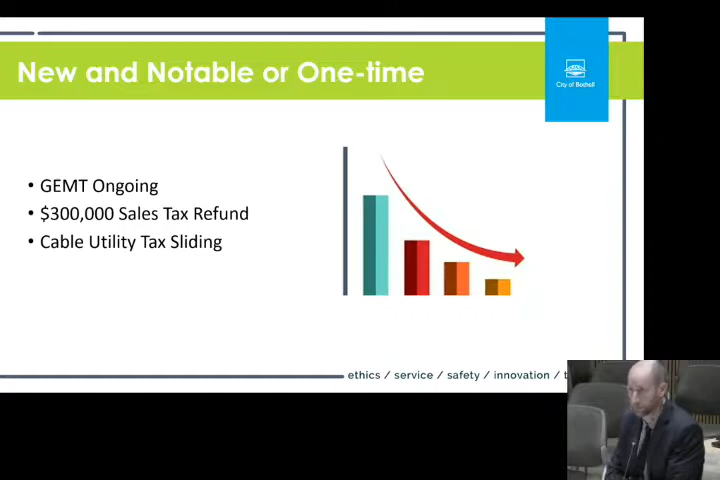 New and Notable or One-time
City of Bothell
• GEMT Ongoing
• $300,000 Sales Tax Refund
• Cable Utility Tax Sliding
ethics / service / safety / innovation /